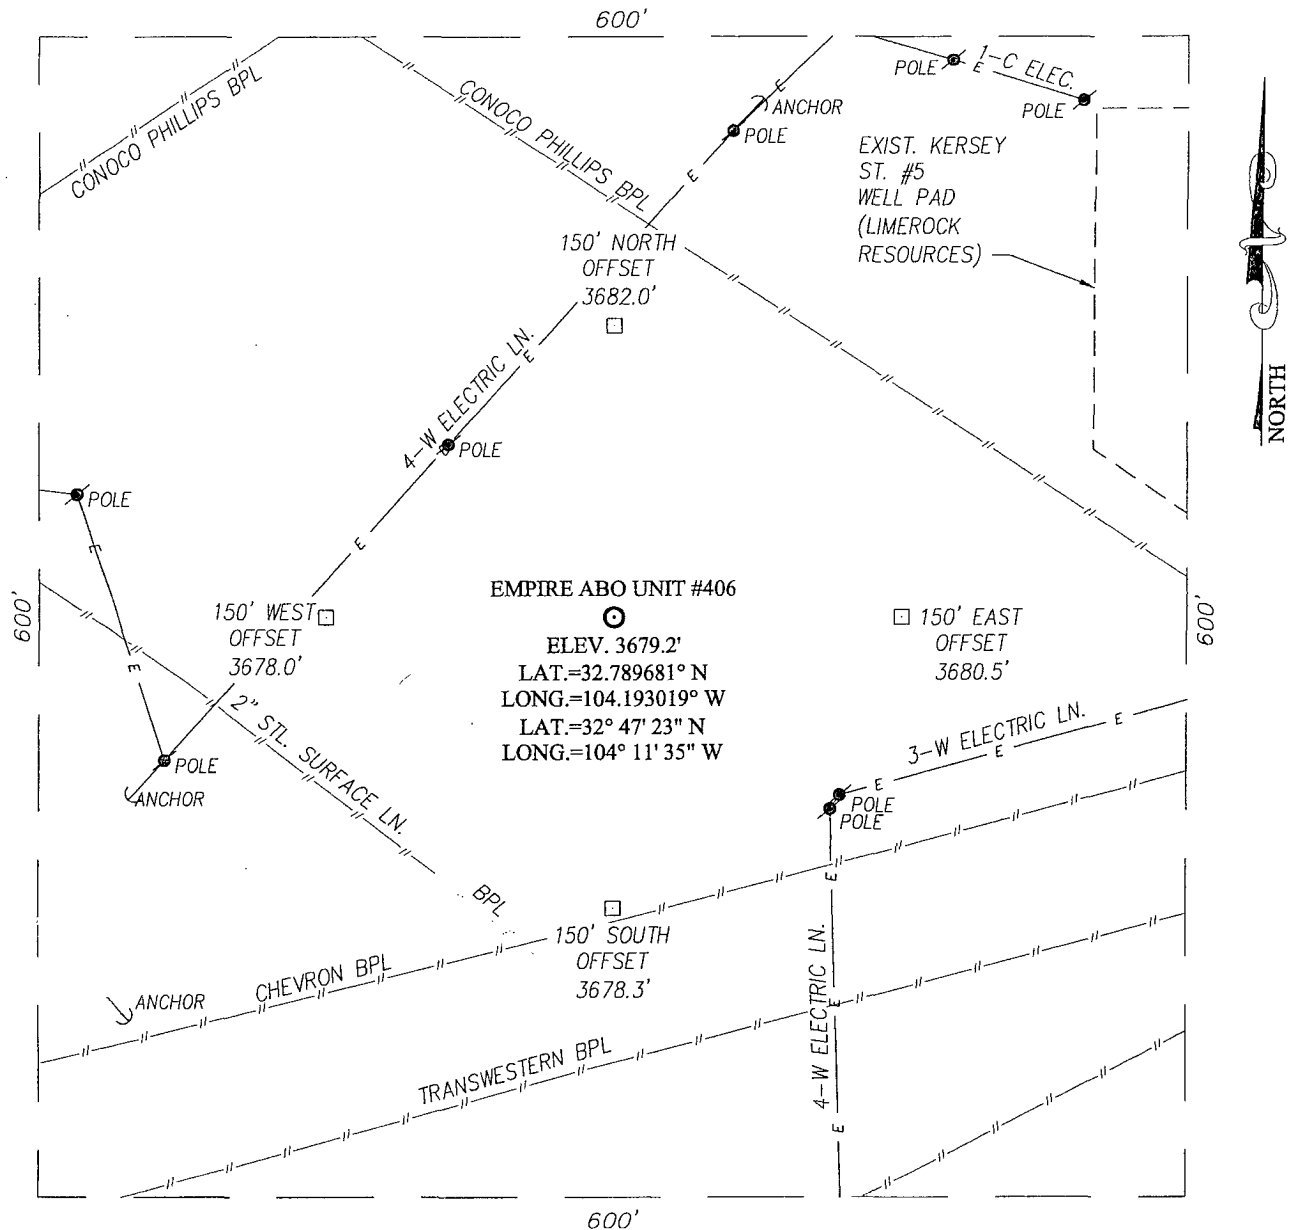 600'
CONOCO PHILLIPS BPL
CONOCO PHILLIPS BPL
E
ANCHOR
POLE
E
POLE
E
1-C ELEC.
POLE
EXIST. KERSEY
ST. #5
WELL PAD
(LIMEROCK
RESOURCES)
NORTH
150' NORTH
OFFSET
3682.0'
4-W ELECTRIC LN.
E
POLE
E
POLE
E
E
600'
150' WEST
OFFSET
3678.0'
EMPIRE ABO UNIT #406
ELEV. 3679.2'
LAT.=32.789681° N
LONG.=104.193019° W
LAT.=32° 47' 23" N
LONG.=104° 11' 35" W
150' EAST
OFFSET
3680.5'
600'
POLE
ANCHOR
2" STL. SURFACE LN.
BPL
3-W ELECTRIC LN.
E
E
E
POLE
POLE
E
150' SOUTH
OFFSET
3678.3'
CHEVRON BPL
ANCHOR
TRANSWESTERN BPL
4-W ELECTRIC LN.
E
E
600'